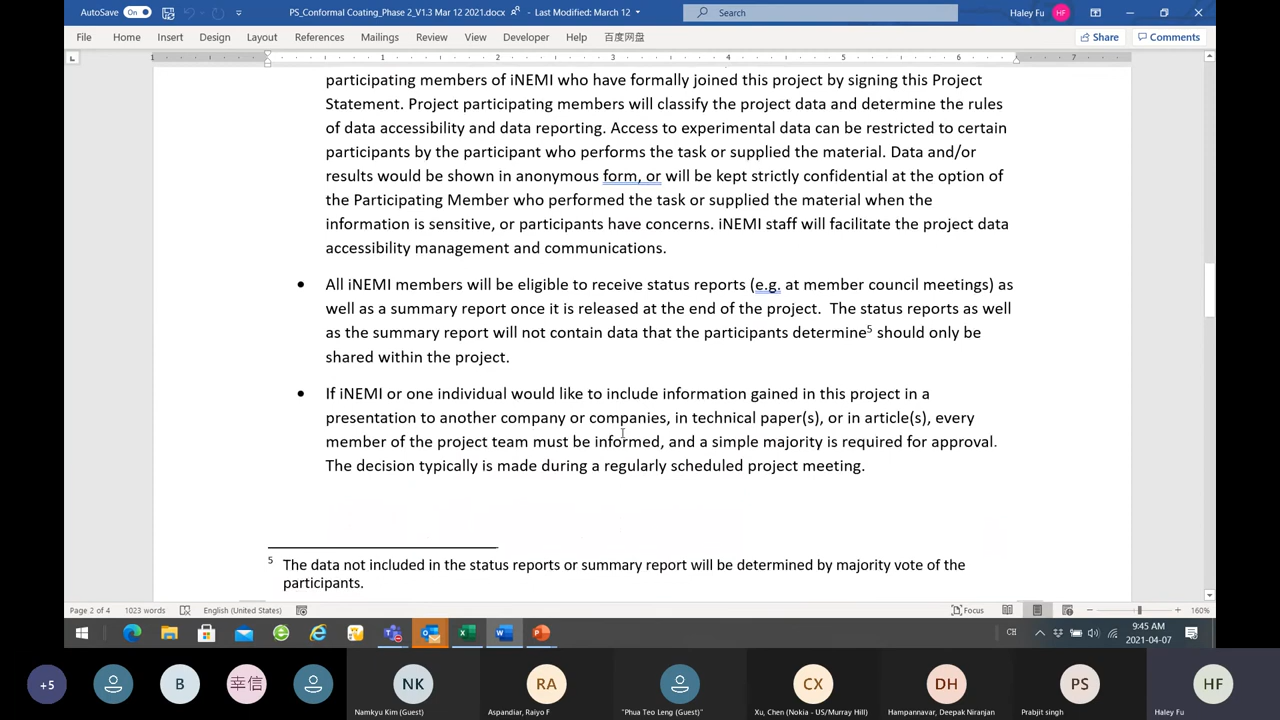 AutoSave On PS_Conformal Coating_Phase 2_V1.3 Mar 12 2021.docx - Last Modified: March 12 Search Haley Fu HF
File Home Insert Design Layout References Mailings Review View Developer Help 百度网盘 Share Comments
1 1 2 3 4 5 6 7
participating members of iNEMI who have formally joined this project by signing this Project
Statement. Project participating members will classify the project data and determine the rules
of data accessibility and data reporting. Access to experimental data can be restricted to certain
participants by the participant who performs the task or supplied the material. Data and/or
results would be shown in anonymous form, or will be kept strictly confidential at the option of
the Participating Member who performed the task or supplied the material when the
information is sensitive, or participants have concerns. iNEMI staff will facilitate the project data
accessibility management and communications.
• All iNEMI members will be eligible to receive status reports (e.g. at member council meetings) as
well as a summary report once it is released at the end of the project.  The status reports as well
as the summary report will not contain data that the participants determine5 should only be
shared within the project.
• If iNEMI or one individual would like to include information gained in this project in a
presentation to another company or companies, in technical paper(s), or in article(s), every
member of the project team must be informed, and a simple majority is required for approval.
The decision typically is made during a regularly scheduled project meeting.
5 The data not included in the status reports or summary report will be determined by majority vote of the
participants.
Page 2 of 4 1023 words English (United States) Focus 160%
CH 9:45 AM
2021-04-07
+5 B 幸信 NK RA CX DH PS HF
Namkyu Kim (Guest) Aspandiar, Raiyo F "Phua Teo Leng (Guest)" Xu, Chen (Nokia - US/Murray Hill) Hampannavar, Deepak Niranjan Prabjit singh Haley Fu